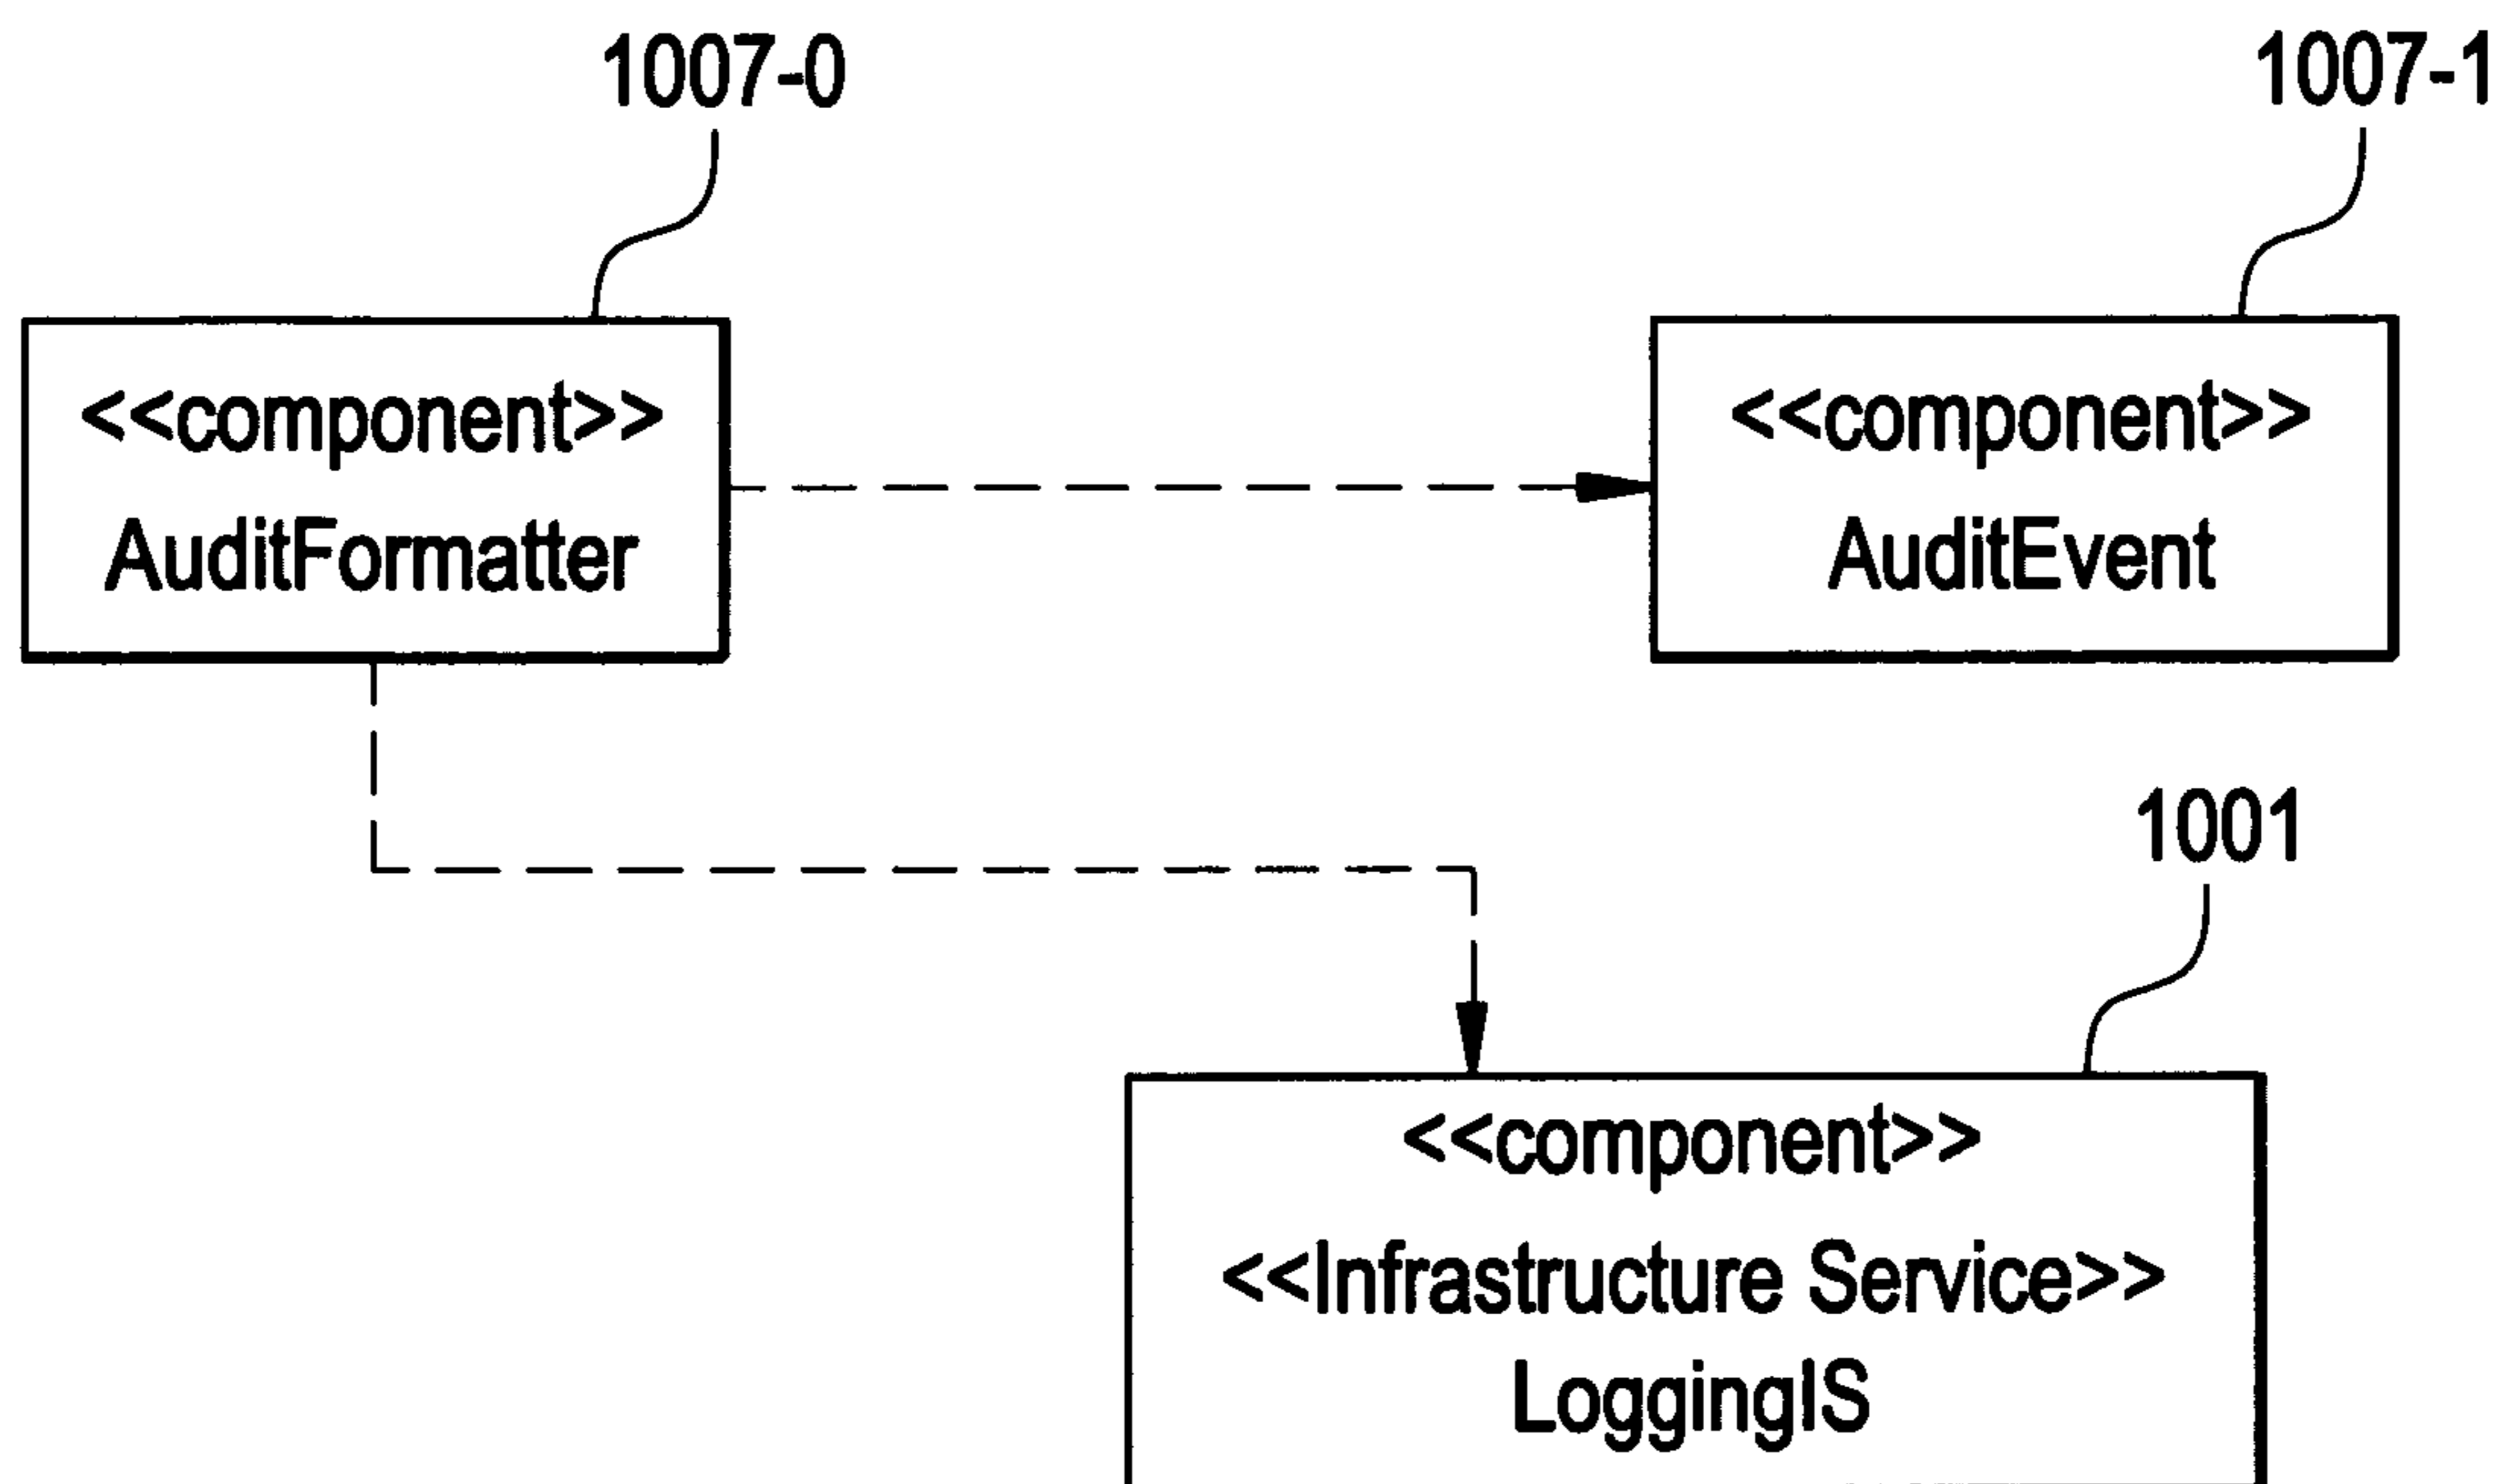 1007-0
1007-1
<<component>>
AuditFormatter
<<component>>
AuditEvent
1001
<<component>>
<<Infrastructure Service>>
LoggingIS